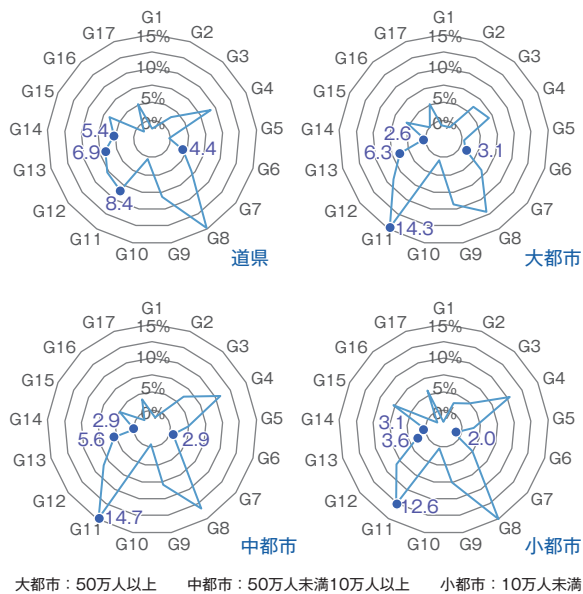 G1
G2
G3
G4
G5
G6
G7
G8
G9
G10
G11
G12
G13
G14
G15
G16
G17
15%
10%
5%
0%
5.4
6.9
8.4
4.4
道県
G1
G2
G3
G4
G5
G6
G7
G8
G9
G10
G11
G12
G13
G14
G15
G16
G17
15%
10%
5%
0%
2.6
6.3
14.3
3.1
大都市
G1
G2
G3
G4
G5
G6
G7
G8
G9
G10
G11
G12
G13
G14
G15
G16
G17
15%
10%
5%
0%
2.9
5.6
14.7
2.9
中都市
G1
G2
G3
G4
G5
G6
G7
G8
G9
G10
G11
G12
G13
G14
G15
G16
G17
15%
10%
5%
0%
3.1
3.6
12.6
2.0
小都市
大都市：50万人以上　中都市：50万人未満10万人以上　小都市：10万人未満